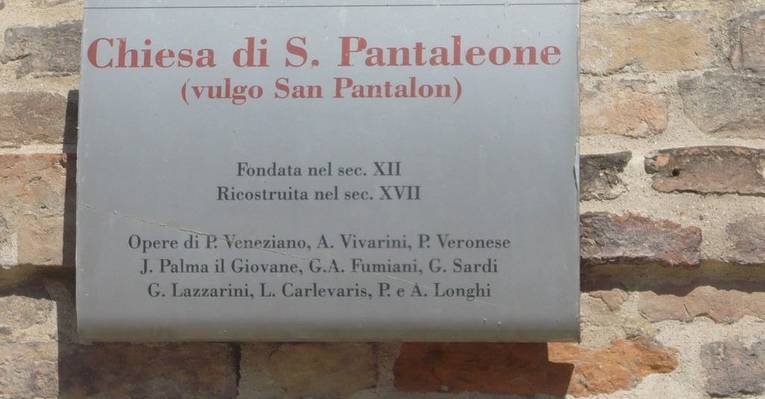 Chiesa di S. Pantaleone
(vulgo San Pantalon)
Fondata nel sec. XII
Ricostruita nel sec. XVII
Opere di P. Veneziano, A. Vivarini, P. Veronese
J. Palma il Giovane, G.A. Fumiani, G. Sardi
G. Lazzarini, L. Carlevaris, P. e A. Longhi